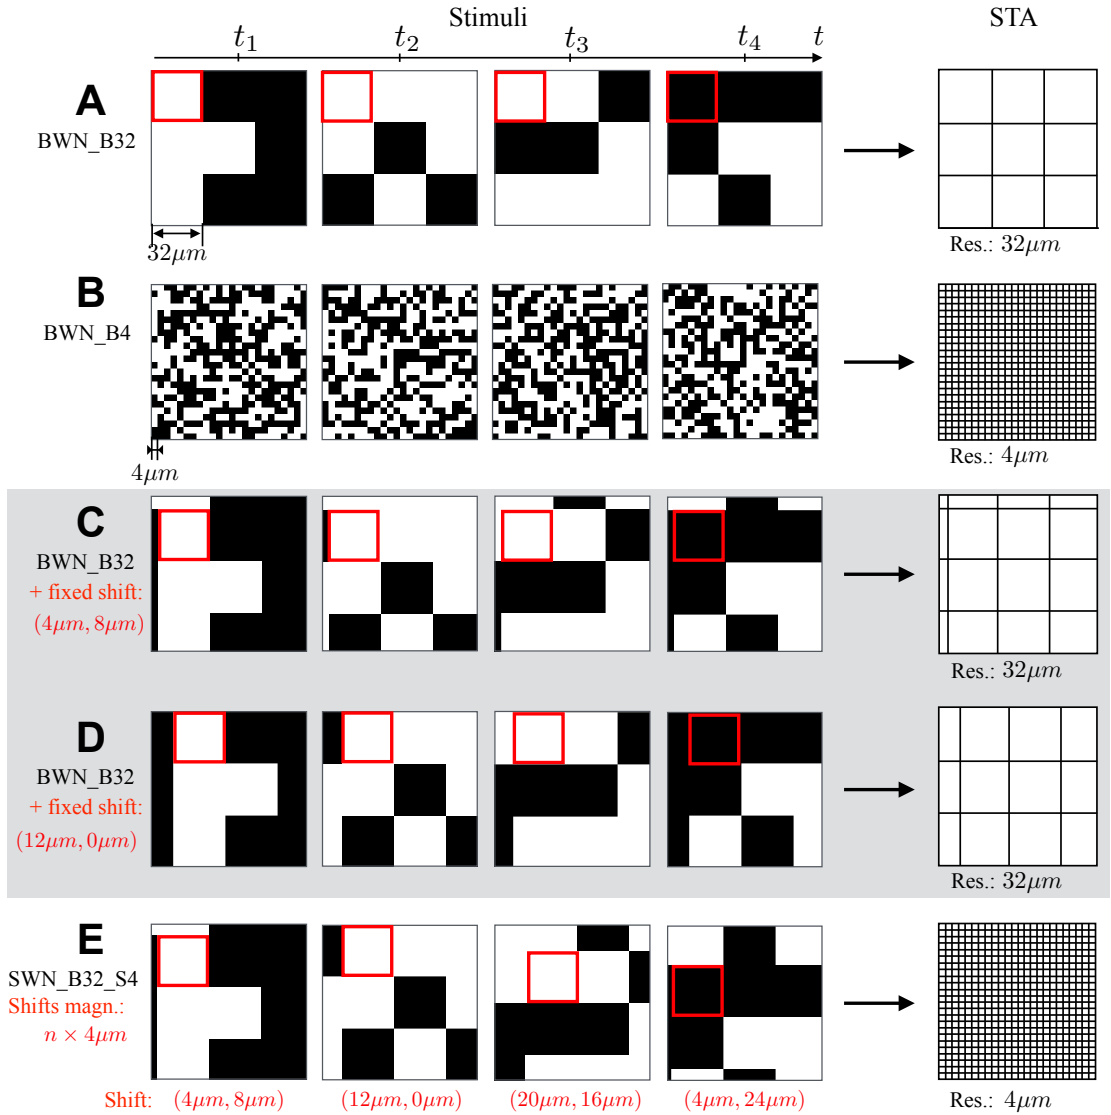 Stimuli STA
t₁ t₂ t₃ t₄ t
A
BWN_B32
32μm
Res.: 32μm
B
BWN_B4
4μm
Res.: 4μm
C
BWN_B32
+ fixed shift:
(4μm, 8μm)
Res.: 32μm
D
BWN_B32
+ fixed shift:
(12μm, 0μm)
Res.: 32μm
E
SWN_B32_S4
Shifts magn.:
n × 4μm
Shift: (4μm, 8μm) (12μm, 0μm) (20μm, 16μm) (4μm, 24μm) Res.: 4μm